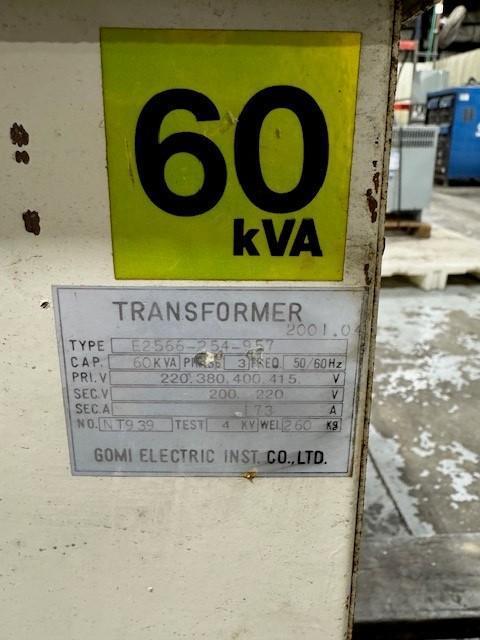 60
kVA
TRANSFORMER
2001.04
TYPE E2566-254-957
CAP. 60KVA PHASE 3 FREQ. 50/60Hz
PRI.V 220.380.400.415. V
SEC.V 200. 220 V
SEC.A 173 A
NO. NT939 TEST 4 KV WEI. 260 Kg
GOMI ELECTRIC INST. CO.,LTD.